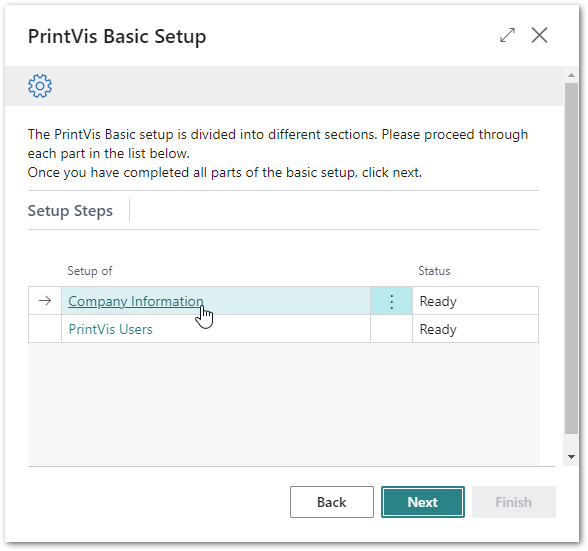 PrintVis Basic Setup
The PrintVis Basic setup is divided into different sections. Please proceed through
each part in the list below.
Once you have completed all parts of the basic setup, click next.
Setup Steps
Setup of Status
Company Information Ready
PrintVis Users Ready
Back Next Finish